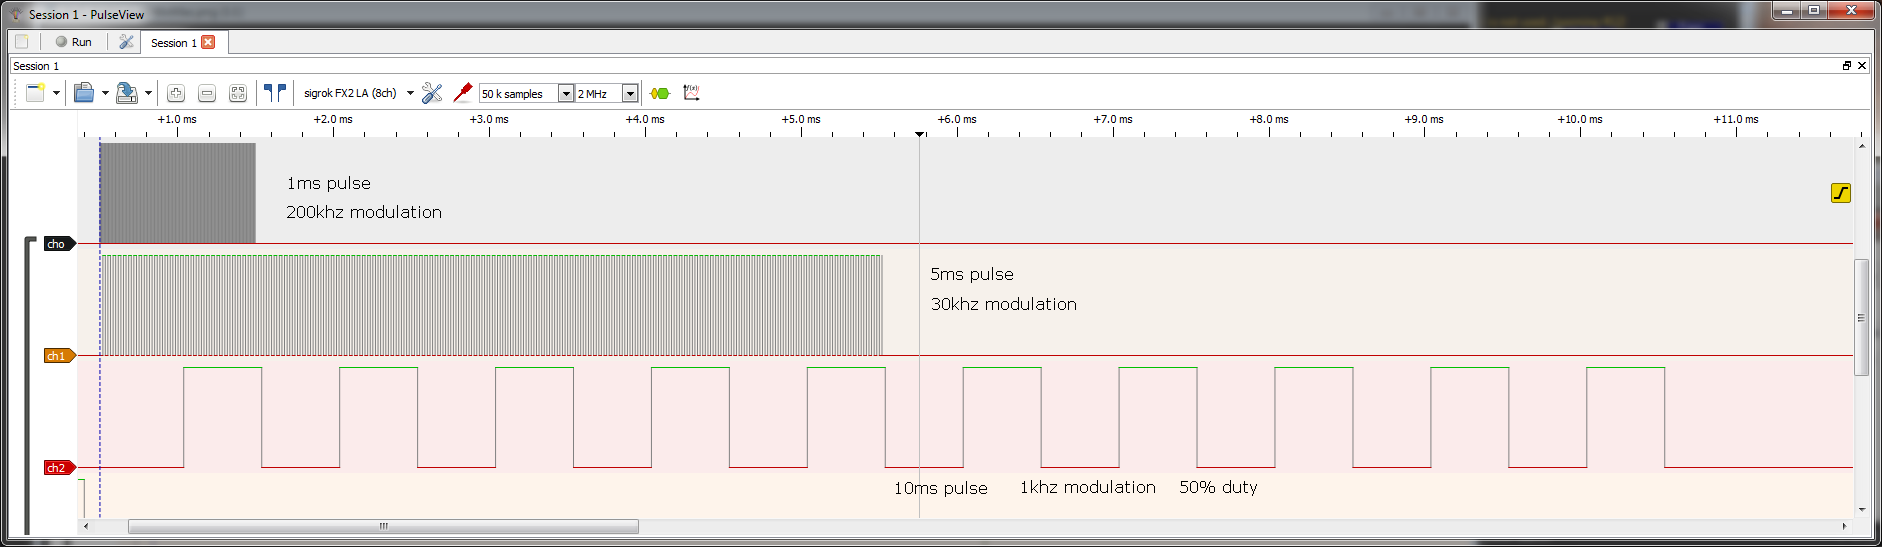 Session 1 - PulseView
Run
Session 1
Session 1
sigrok FX2 LA (8ch)
50 k samples
2 MHz
+1.0 ms
+2.0 ms
+3.0 ms
+4.0 ms
+5.0 ms
+6.0 ms
+7.0 ms
+8.0 ms
+9.0 ms
+10.0 ms
+11.0 ms
1ms pulse
200khz modulation
cho
5ms pulse
30khz modulation
ch1
ch2
10ms pulse
1khz modulation
50% duty